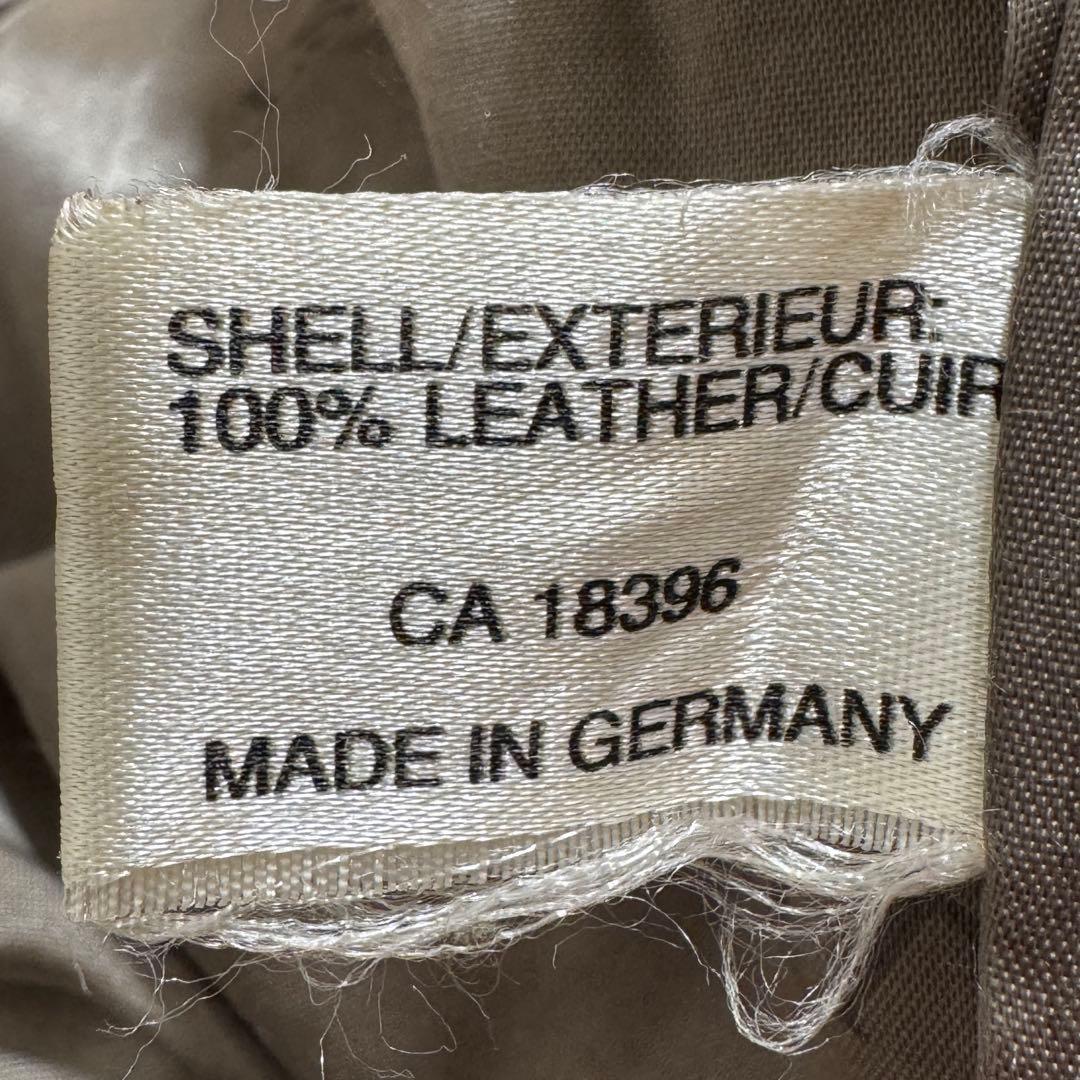 SHELL/EXTERIEUR:
100% LEATHER/CUIR
CA 18396
MADE IN GERMANY